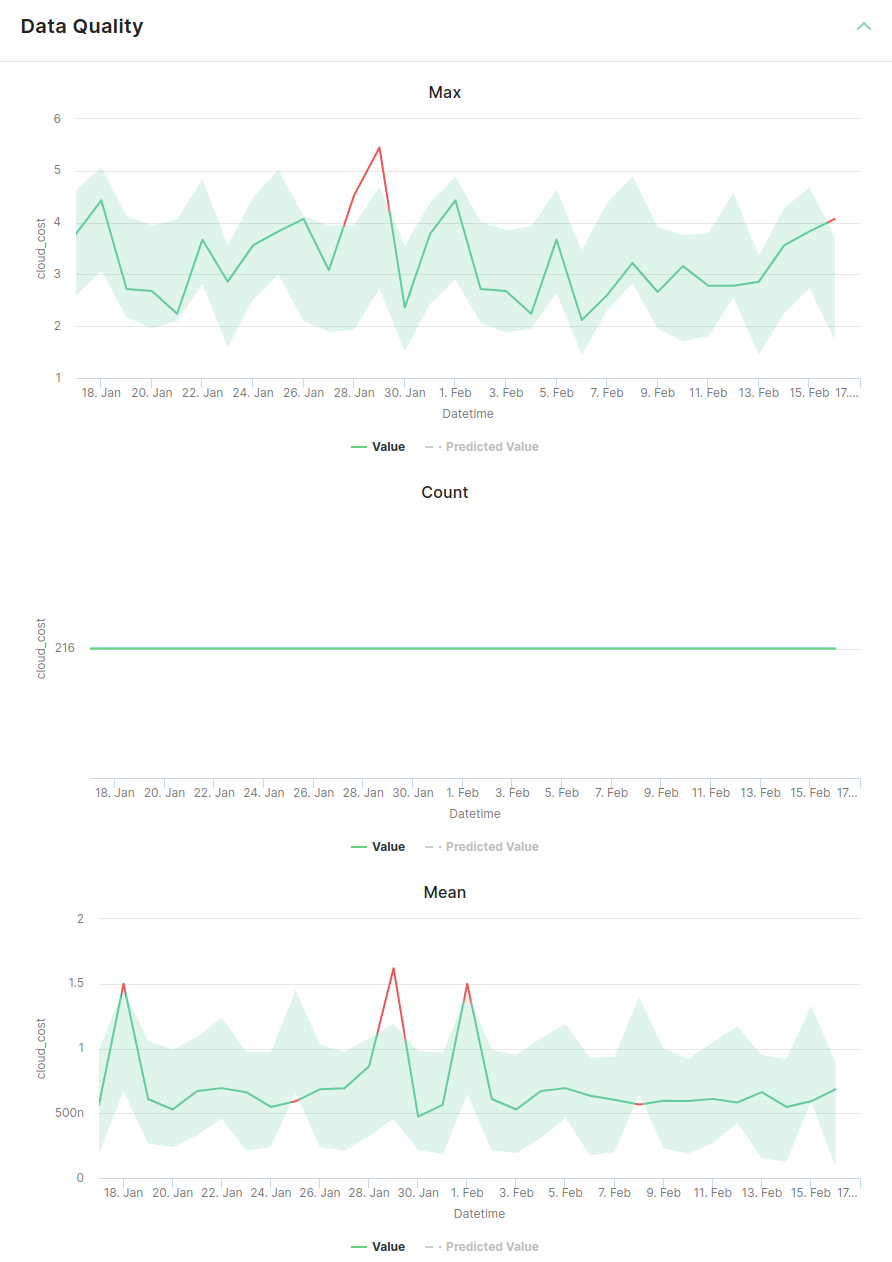 Data Quality
Max
6
5
4
3
2
1
cloud_cost
18. Jan 20. Jan 22. Jan 24. Jan 26. Jan 28. Jan 30. Jan 1. Feb 3. Feb 5. Feb 7. Feb 9. Feb 11. Feb 13. Feb 15. Feb 17....
Datetime
Value Predicted Value
Count
cloud_cost
216
18. Jan 20. Jan 22. Jan 24. Jan 26. Jan 28. Jan 30. Jan 1. Feb 3. Feb 5. Feb 7. Feb 9. Feb 11. Feb 13. Feb 15. Feb 17...
Datetime
Value Predicted Value
Mean
2
1.5
1
500n
0
cloud_cost
18. Jan 20. Jan 22. Jan 24. Jan 26. Jan 28. Jan 30. Jan 1. Feb 3. Feb 5. Feb 7. Feb 9. Feb 11. Feb 13. Feb 15. Feb 17...
Datetime
Value Predicted Value